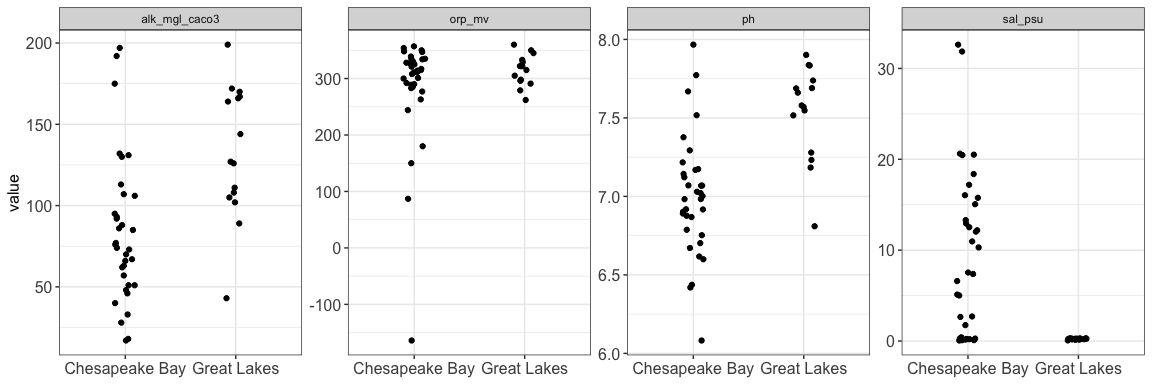 alk_mgl_caco3
orp_mv
ph
sal_psu
value
200
150
100
50
Chesapeake Bay
Great Lakes
300
200
100
0
-100
Chesapeake Bay
Great Lakes
8.0
7.5
7.0
6.5
6.0
Chesapeake Bay
Great Lakes
30
20
10
0
Chesapeake Bay
Great Lakes